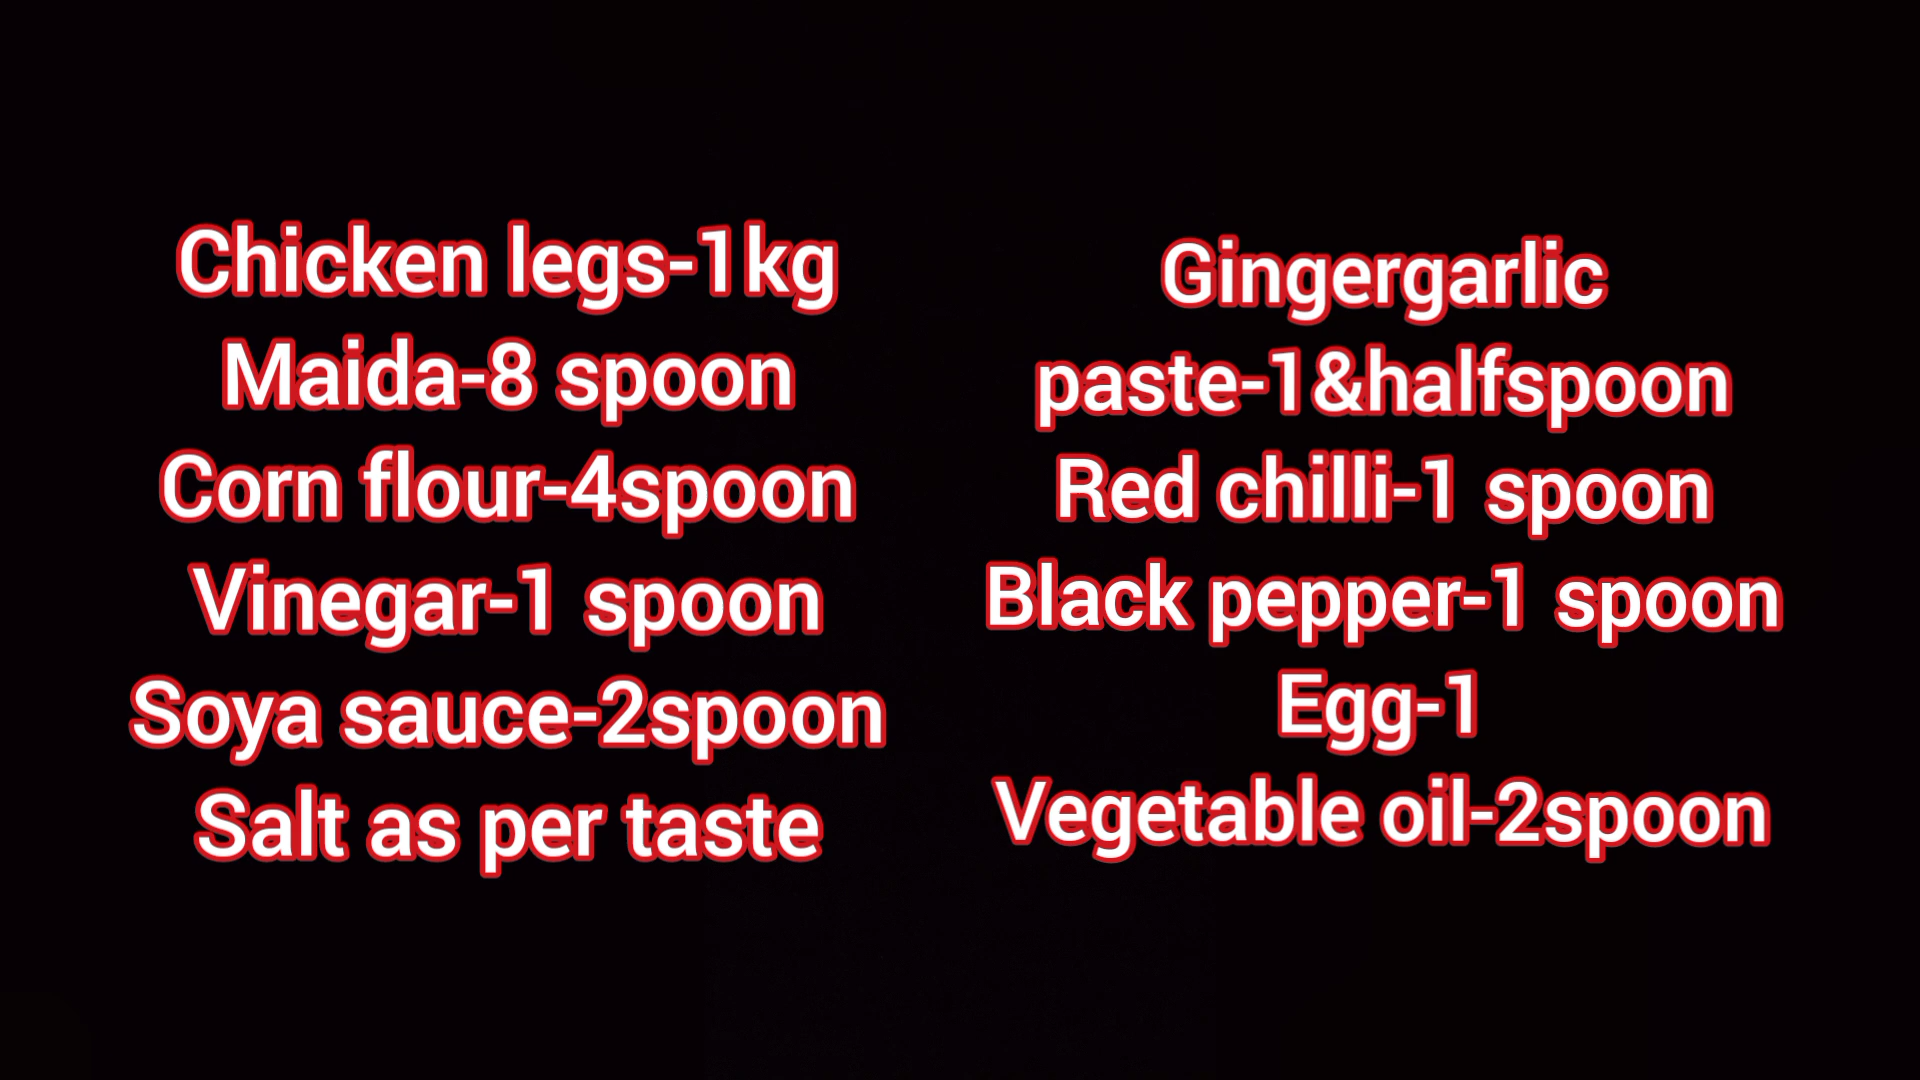 Chicken legs-1kg
Maida-8 spoon
Corn flour-4spoon
Vinegar-1 spoon
Soya sauce-2spoon
Salt as per taste
Gingergarlic
paste-1&halfspoon
Red chilli-1 spoon
Black pepper-1 spoon
Egg-1
Vegetable oil-2spoon